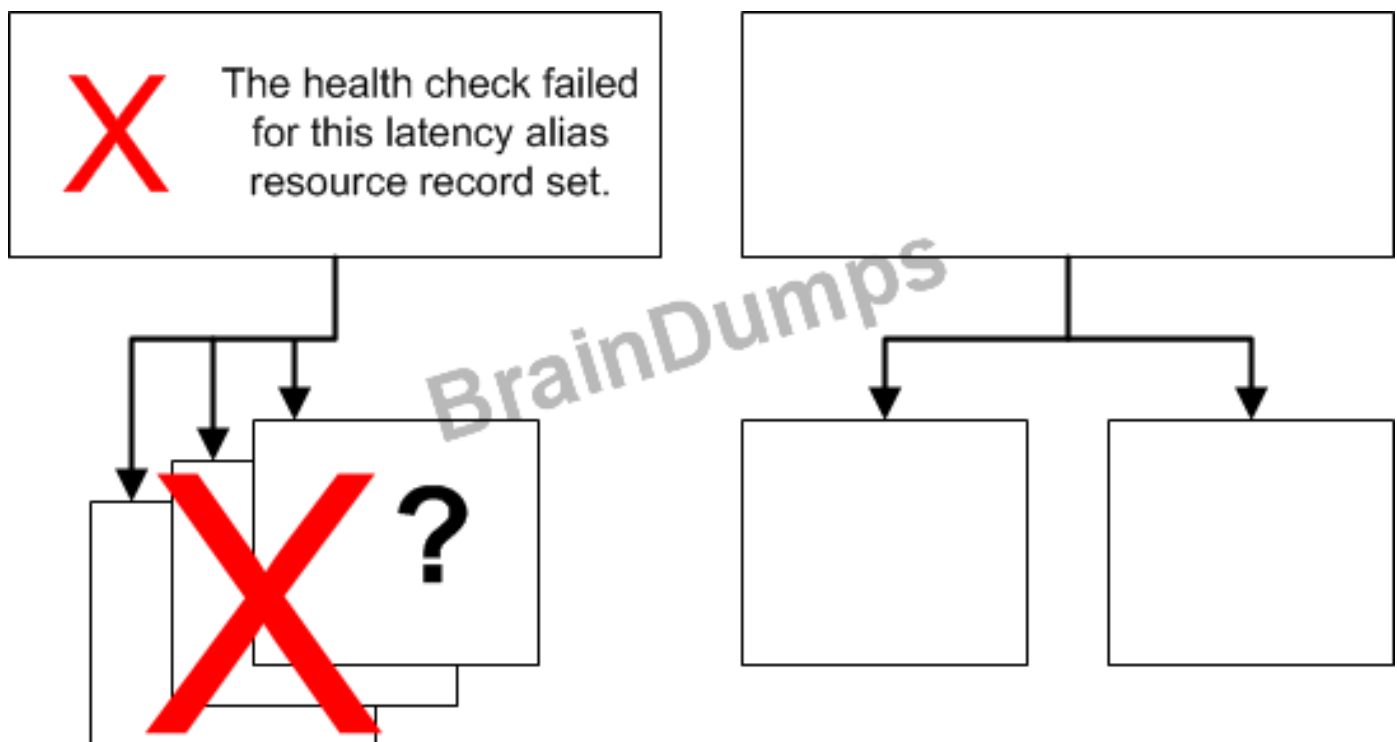 The health check failed
for this latency alias
resource record set.
BrainDumps
?